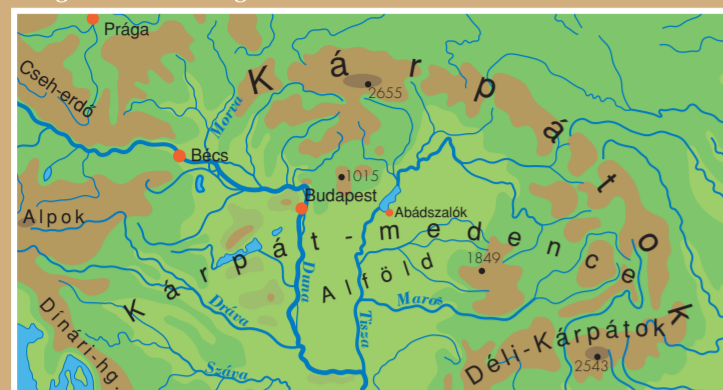 Prága
Kárpátok
Cseh-erdő
2655
Morva
Bécs
1015
Budapest
Abádszalók
Alpok
Kárpát-medence
Alföld
1849
Duna
Maros
Dráva
Tisza
Dínári-hg.
Száva
Déli-Kárpátok
2543